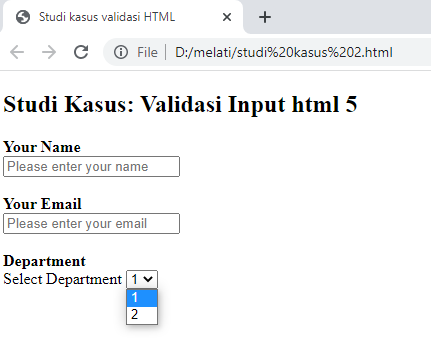 Studi kasus validasi HTML
File | D:/melati/studi%20kasus%202.html
Studi Kasus: Validasi Input html 5
Your Name
Please enter your name
Your Email
Please enter your email
Department
Select Department 1
1
2